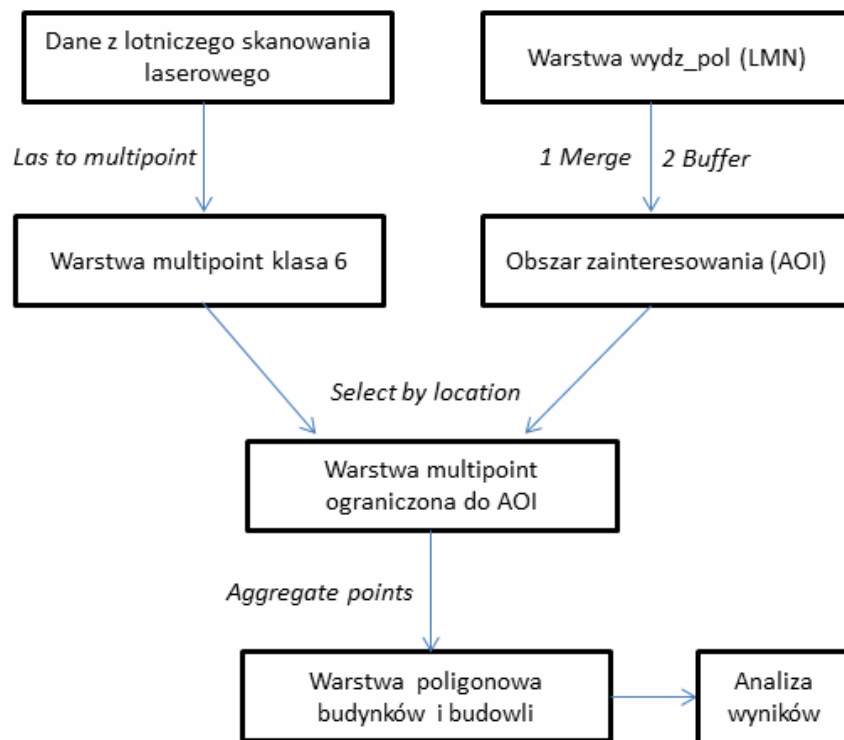 Dane z lotniczego skanowania
laserowego
Warstwa wydz_pol (LMN)
Las to multipoint
1 Merge
2 Buffer
Warstwa multipoint klasa 6
Obszar zainteresowania (AOI)
Select by location
Warstwa multipoint
ograniczona do AOI
Aggregate points
Warstwa poligonowa
budynków i budowli
Analiza
wyników